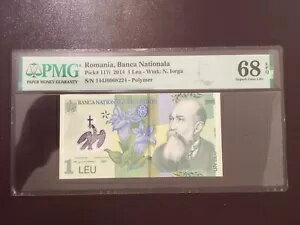 PMG
PAPER MONEY GUARANTY
Romania, Banca Nationala
Pick# 117i 2014 1 Leu - Wmk: N. Iorga
- Polymer
68 EPQ
Superb Gem Unc
BANCA NATIONALA
1
LEU